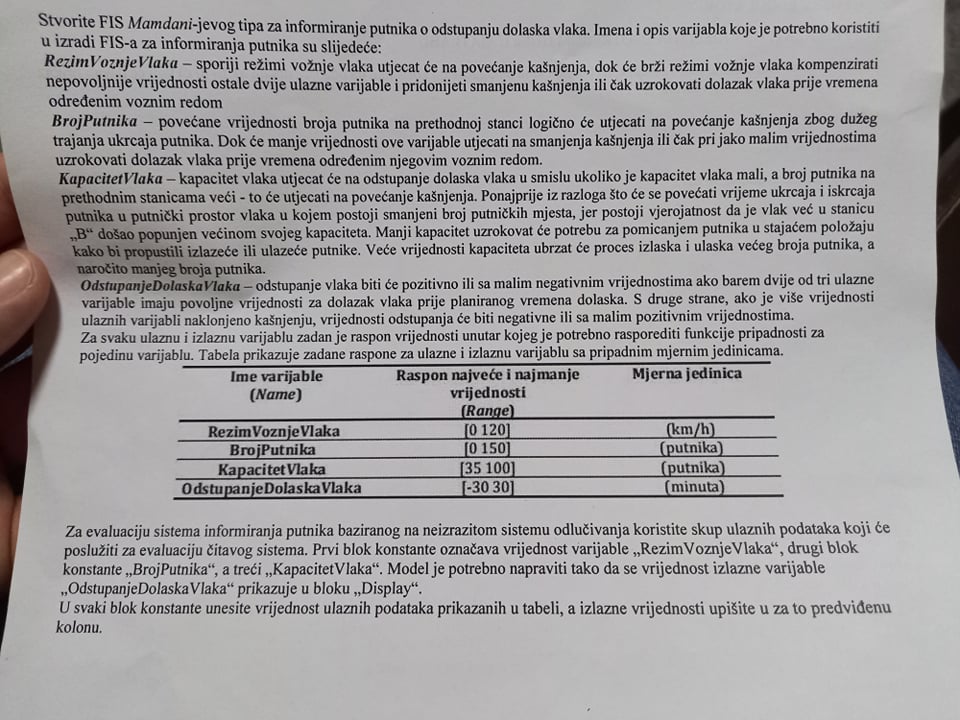 Stvorite FIS Mamdani-jevog tipa za informiranje putnika o odstupanju dolaska vlaka. Imena i opis varijabla koje je potrebno koristiti
u izradi FIS-a za informiranja putnika su slijedeće:
RezimVoznjeVlaka – sporiji režimi vožnje vlaka utjecat će na povećanje kašnjenja, dok će brži režimi vožnje vlaka kompenzirati
nepovoljnije vrijednosti ostale dvije ulazne varijable i pridonijeti smanjenu kašnjenja ili čak uzrokovati dolazak vlaka prije vremena
određenim voznim redom
BrojPutnika – povećane vrijednosti broja putnika na prethodnoj stanci logično će utjecati na povećanje kašnjenja zbog dužeg
trajanja ukrcaja putnika. Dok će manje vrijednosti ove varijable utjecati na smanjenja kašnjenja ili čak pri jako malim vrijednostima
uzrokovati dolazak vlaka prije vremena određenim njegovim voznim redom.
KapacitetVlaka – kapacitet vlaka utjecat će na odstupanje dolaska vlaka u smislu ukoliko je kapacitet vlaka mali, a broj putnika na
prethodnim stanicama veći - to će utjecati na povećanje kašnjenja. Ponajprije iz razloga što će se povećati vrijeme ukrcaja i iskrcaja
putnika u putnički prostor vlaka u kojem postoji smanjeni broj putničkih mjesta, jer postoji vjerojatnost da je vlak već u stanicu
„B“ došao popunjen većinom svojeg kapaciteta. Manji kapacitet uzrokovat će potrebu za pomicanjem putnika u stajaćem položaju
kako bi propustili izlazeće ili ulazeće putnike. Veće vrijednosti kapaciteta ubrzat će proces izlaska i ulaska većeg broja putnika, a
naročito manjeg broja putnika.
OdstupanjeDolaskaVlaka – odstupanje vlaka biti će pozitivno ili sa malim negativnim vrijednostima ako barem dvije od tri ulazne
varijable imaju povoljne vrijednosti za dolazak vlaka prije planiranog vremena dolaska. S druge strane, ako je više vrijednosti
ulaznih varijabli naklonjeno kašnjenju, vrijednosti odstupanja će biti negativne ili sa malim pozitivnim vrijednostima.
Za svaku ulaznu i izlaznu varijablu zadan je raspon vrijednosti unutar kojeg je potrebno rasporediti funkcije pripadnosti za
pojedinu varijablu. Tabela prikazuje zadane raspone za ulazne i izlaznu varijablu sa pripadnim mjernim jedinicama.
Ime varijable Raspon najveće i najmanje Mjerna jedinica
(Name) vrijednosti
(Range)
RezimVoznjeVlaka [0 120] (km/h)
BrojPutnika [0 150] (putnika)
KapacitetVlaka [35 100] (putnika)
OdstupanjeDolaskaVlaka [-30 30] (minuta)
Za evaluaciju sistema informiranja putnika baziranog na neizrazitom sistemu odlučivanja koristite skup ulaznih podataka koji će
poslužiti za evaluaciju čitavog sistema. Prvi blok konstante označava vrijednost varijable „RezimVoznjeVlaka“, drugi blok
konstante „BrojPutnika“, a treći „KapacitetVlaka“. Model je potrebno napraviti tako da se vrijednost izlazne varijable
„OdstupanjeDolaskaVlaka“ prikazuje u bloku „Display“.
U svaki blok konstante unesite vrijednost ulaznih podataka prikazanih u tabeli, a izlazne vrijednosti upišite u za to predviđenu
kolonu.